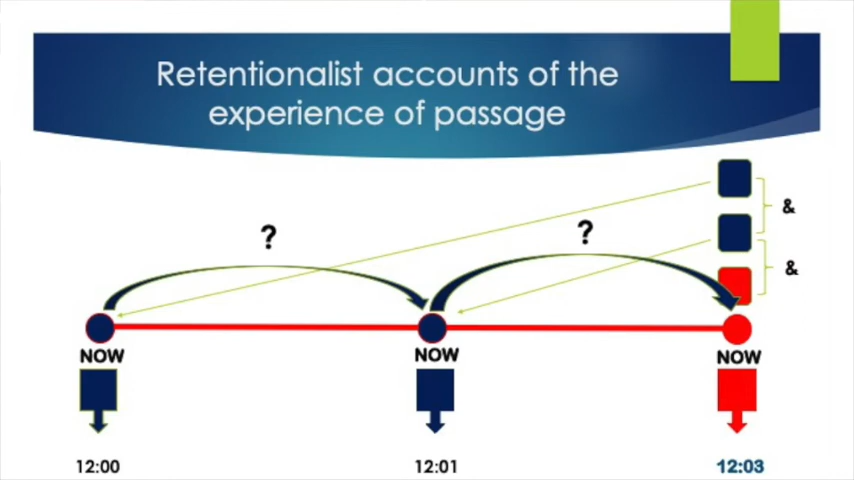 Retentionalist accounts of the
experience of passage
&
?
?
&
NOW
NOW
NOW
12:00
12:01
12:03